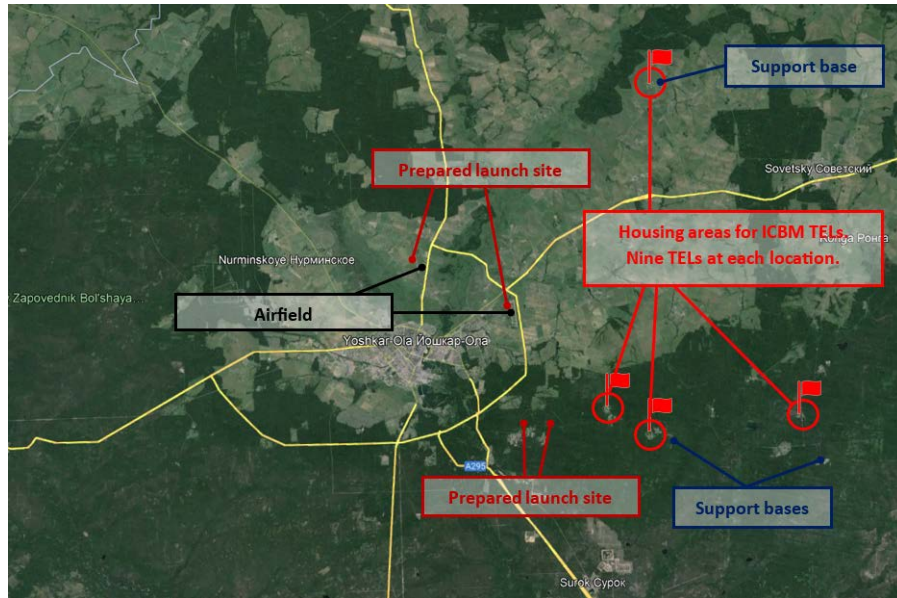 Support base
Prepared launch site
Sovetsky Советский
Housing areas for ICBM TELs.
Nine TELs at each location.
Ронга
Nurminskoye Нурминское
Zapovednik Bol'shaya...
Airfield
Yoshkar-Ola Йошкар-Ола
A295
Prepared launch site
Support bases
Surok Сурок